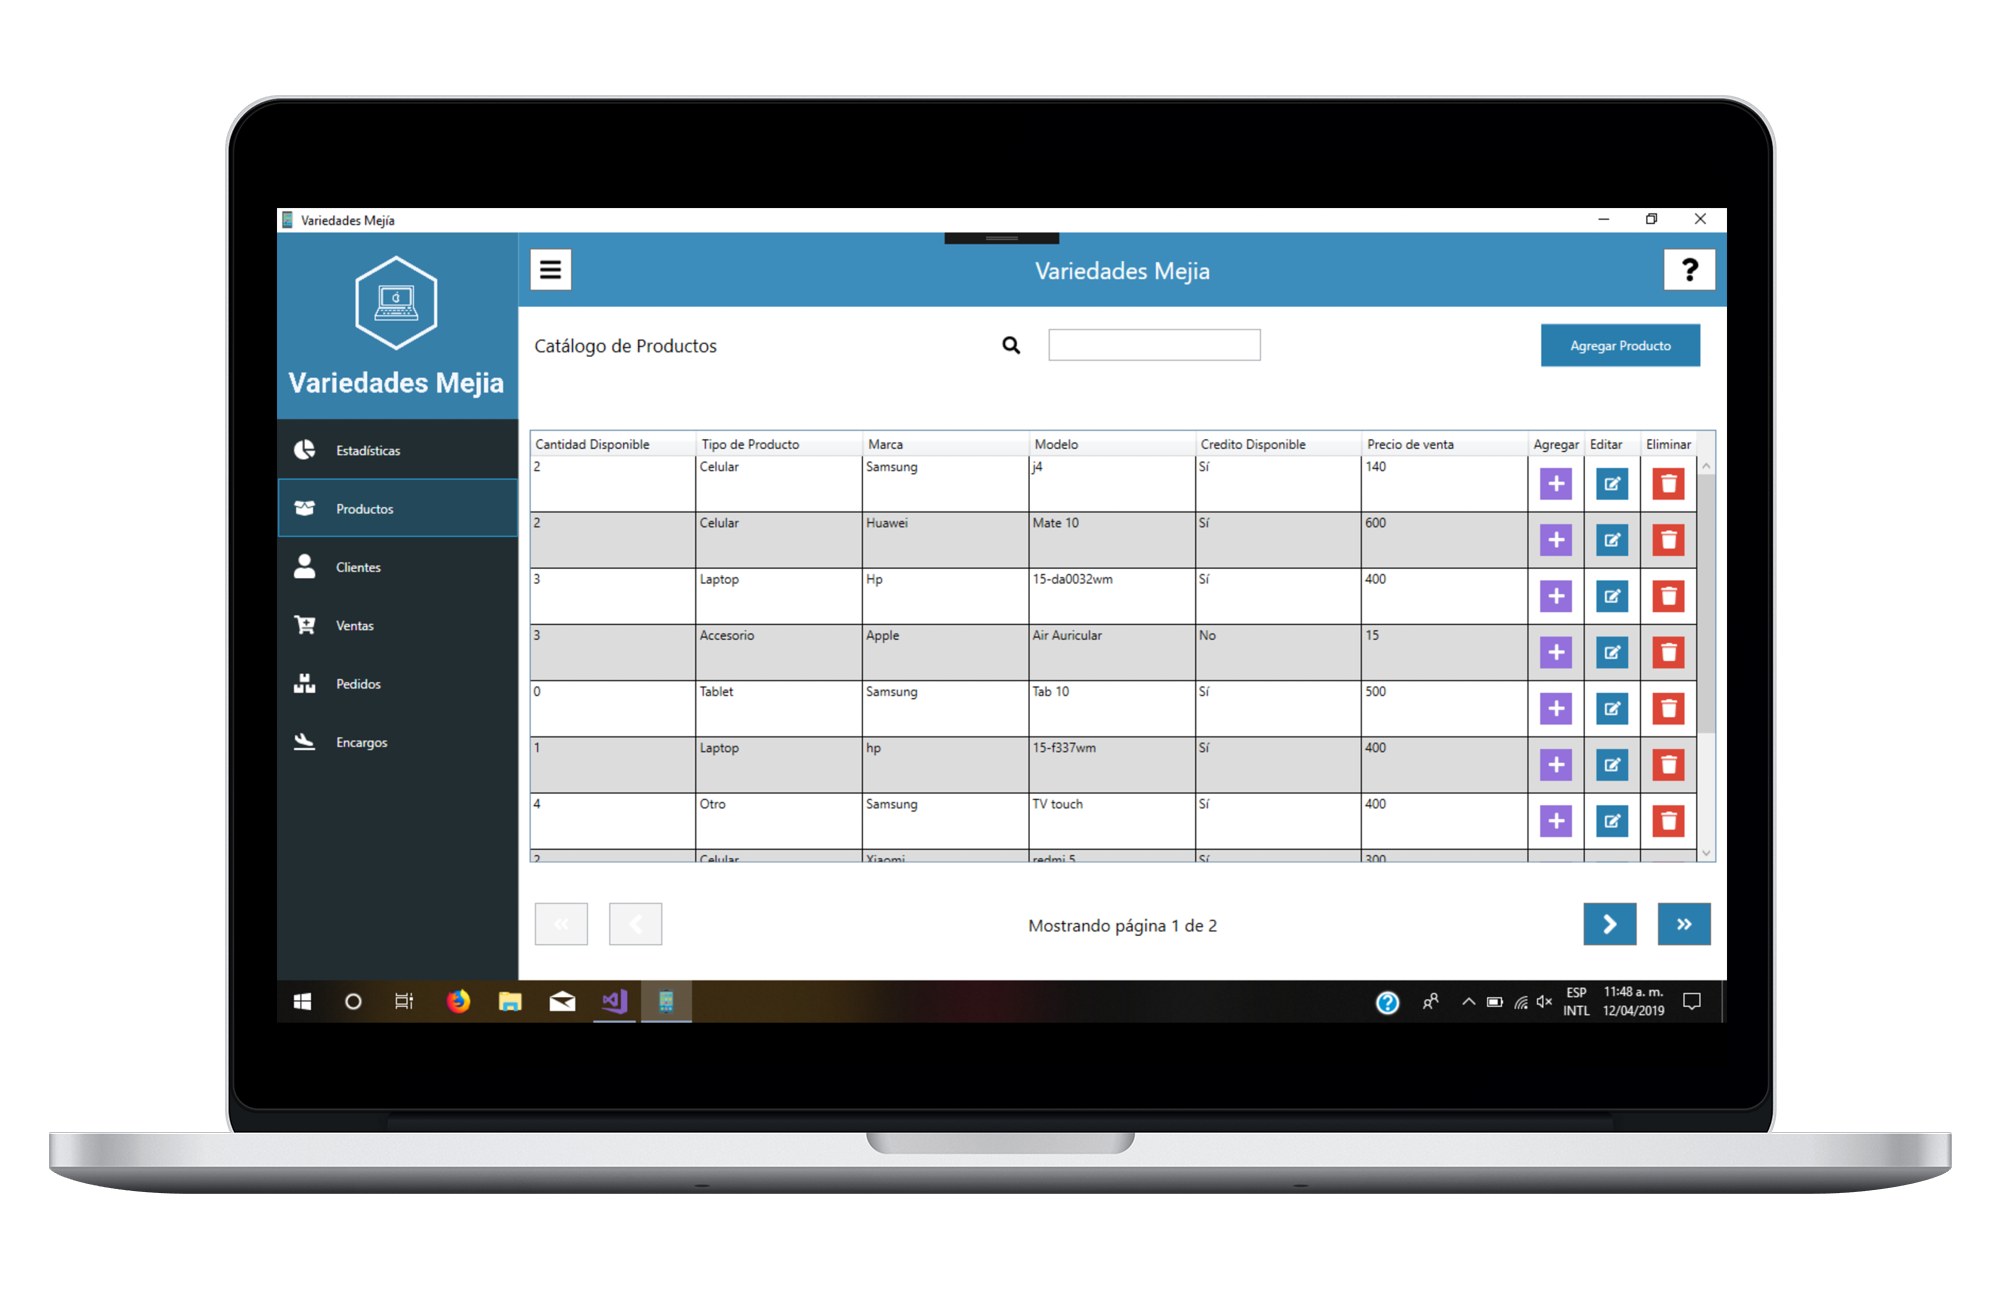 Variedades Mejía
Variedades Mejia
?
Variedades Mejia
Catálogo de Productos
Agregar Producto
Estadísticas
Productos
Clientes
Ventas
Pedidos
Encargos
Cantidad Disponible Tipo de Producto Marca Modelo Credito Disponible Precio de venta Agregar Editar Eliminar
2 Celular Samsung j4 Sí 140
2 Celular Huawei Mate 10 Sí 600
3 Laptop Hp 15-da0032wm Sí 400
3 Accesorio Apple Air Auricular No 15
0 Tablet Samsung Tab 10 Sí 500
1 Laptop hp 15-f337wm Sí 400
4 Otro Samsung TV touch Sí 400
2 Celular Xiaomi redmi 5 Sí 300
Mostrando página 1 de 2
ESP 11:48 a. m.
INTL 12/04/2019